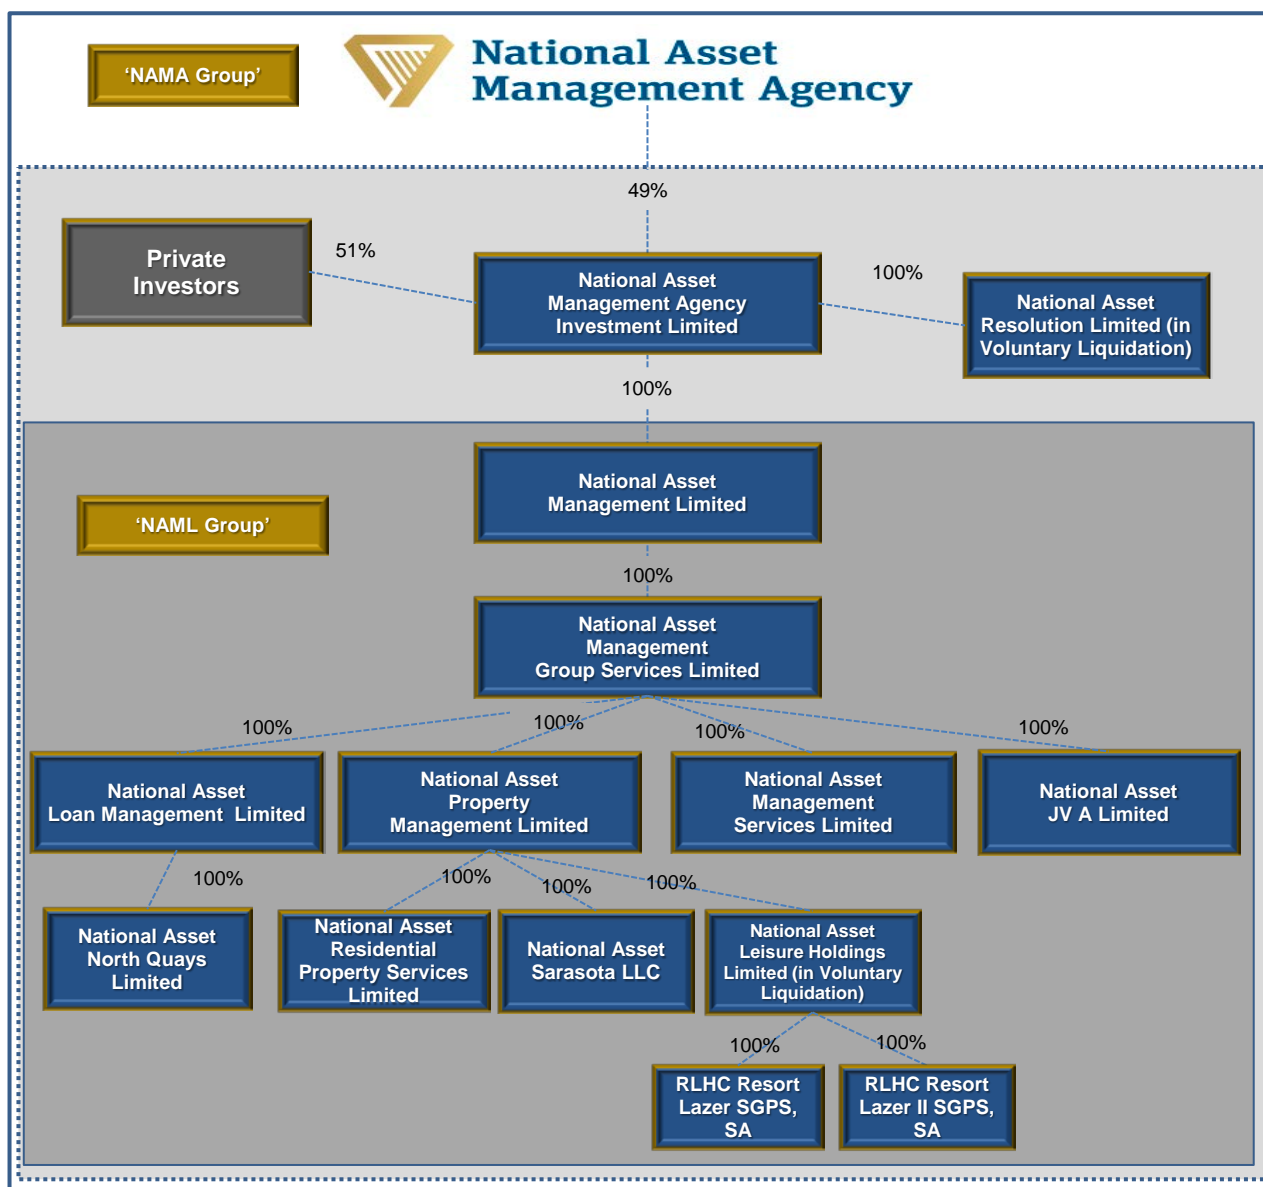 ‘NAMA Group’
National Asset
Management Agency
49%
Private
Investors
51%
National Asset
Management Agency
Investment Limited
100%
National Asset
Resolution Limited (in
Voluntary Liquidation)
100%
National Asset
Management Limited
‘NAML Group’
100%
National Asset
Management
Group Services Limited
100%
100%
100%
100%
National Asset
Loan Management Limited
National Asset
Property
Management Limited
National Asset
Management
Services Limited
National Asset
JV A Limited
100%
100%
100%
100%
National Asset
North Quays
Limited
National Asset
Residential
Property Services
Limited
National Asset
Sarasota LLC
National Asset
Leisure Holdings
Limited (in Voluntary
Liquidation)
100%
100%
RLHC Resort
Lazer SGPS,
SA
RLHC Resort
Lazer II SGPS,
SA